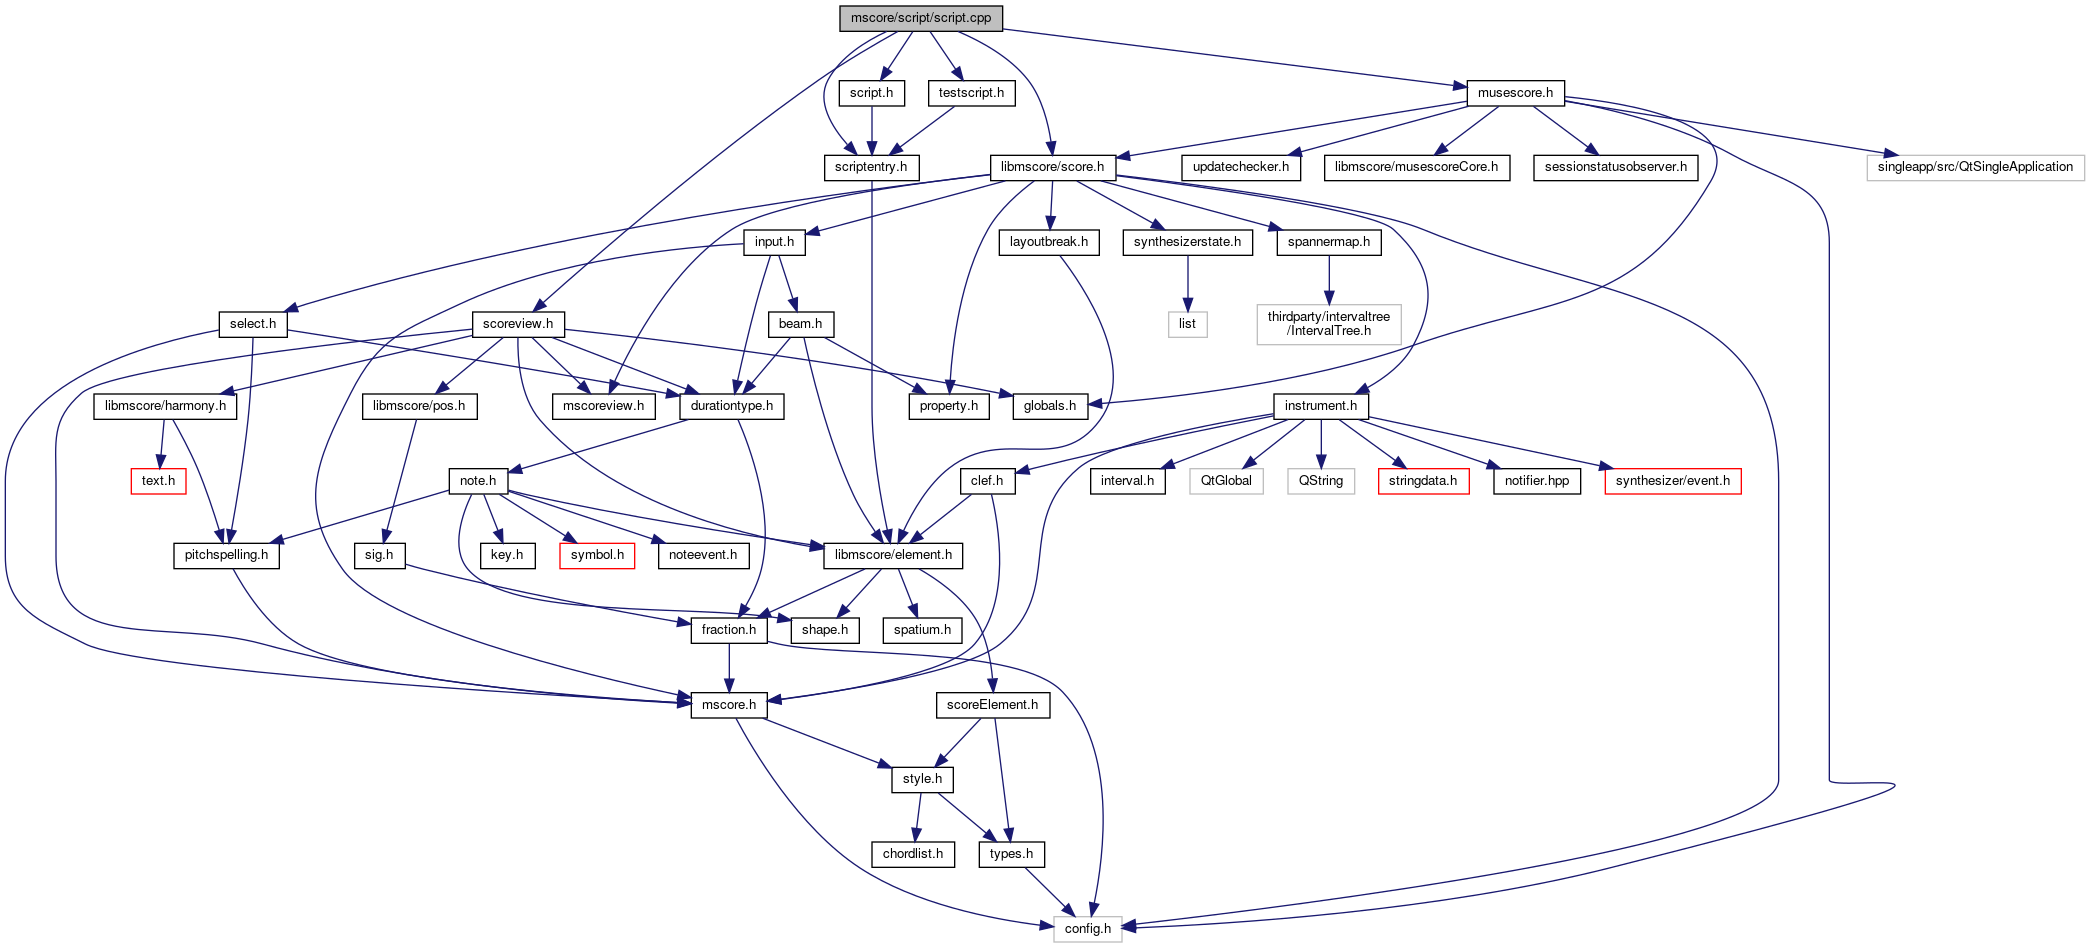 mscore/script/script.cpp
script.h
testscript.h
musescore.h
scriptentry.h
libmscore/score.h
updatechecker.h
libmscore/musescoreCore.h
sessionstatusobserver.h
singleapp/src/QtSingleApplication
input.h
layoutbreak.h
synthesizerstate.h
spannermap.h
select.h
scoreview.h
beam.h
list
thirdparty/intervaltree
/IntervalTree.h
libmscore/harmony.h
libmscore/pos.h
mscoreview.h
durationtype.h
property.h
globals.h
instrument.h
text.h
note.h
clef.h
interval.h
QtGlobal
QString
stringdata.h
notifier.hpp
synthesizer/event.h
pitchspelling.h
sig.h
key.h
symbol.h
noteevent.h
libmscore/element.h
fraction.h
shape.h
spatium.h
mscore.h
scoreElement.h
style.h
chordlist.h
types.h
config.h